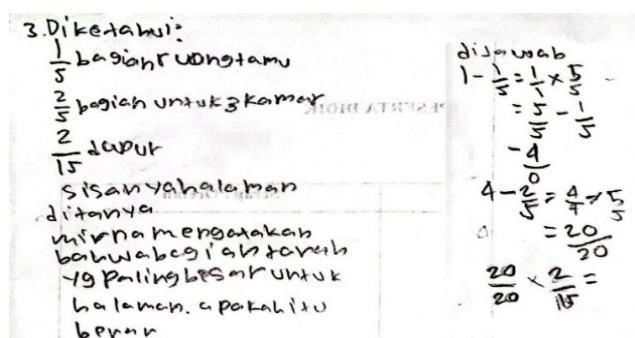 3. Diketahui:
1/5 bagian ruongtamu
2/5 bagian untuk 3 kamar
2/15 dapur
sisanya halaman
ditanya
mirna mengatakan
bahwa bagian tanah
yg paling besar untuk
halaman. apakah itu
benar
PESERTA DIDIK
dijawab
1 - 1/5 = 1/1 × 5/5
= 5/5 - 1/5
- 4/0
4 - 2/5 = 4/4 × 5/5
= 20/20
20/20 × 2/15 =